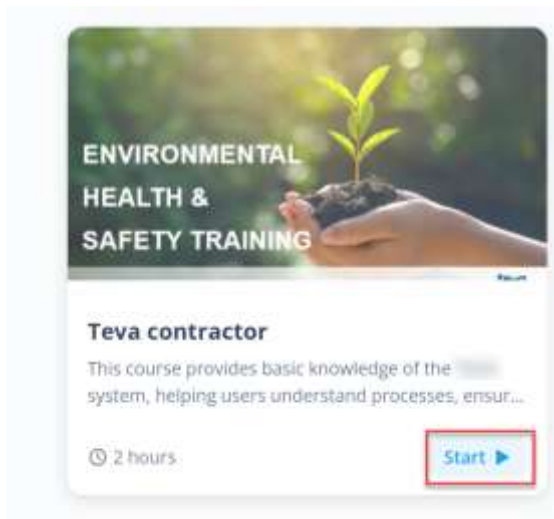 ENVIRONMENTAL
HEALTH &
SAFETY TRAINING
Teva contractor
This course provides basic knowledge of the
system, helping users understand processes, ensur...
2 hours
Start